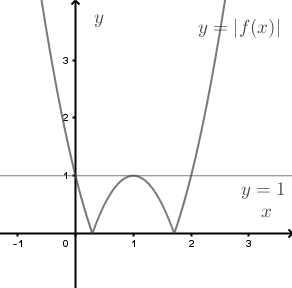 y
y = |f(x)|
3
2
1
y = 1
x
-1 0 1 2 3